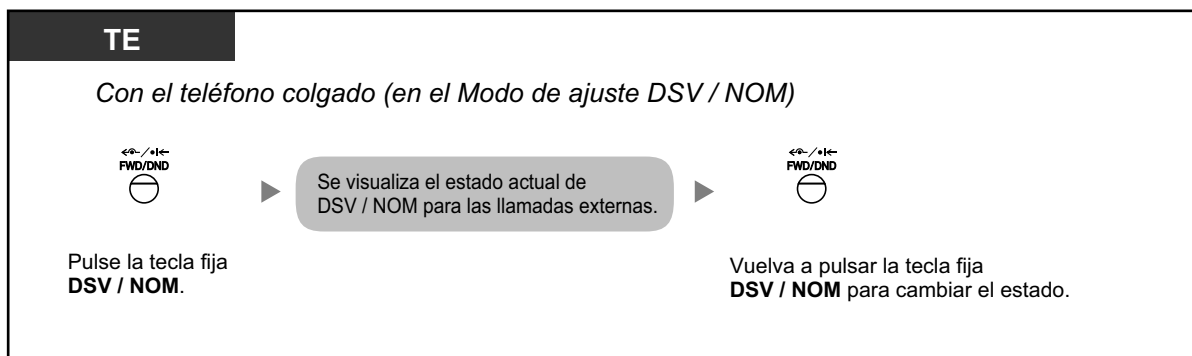 TE
Con el teléfono colgado (en el Modo de ajuste DSV / NOM)
FWD/DND
Se visualiza el estado actual de
DSV / NOM para las llamadas externas.
FWD/DND
Pulse la tecla fija
DSV / NOM.
Vuelva a pulsar la tecla fija
DSV / NOM para cambiar el estado.